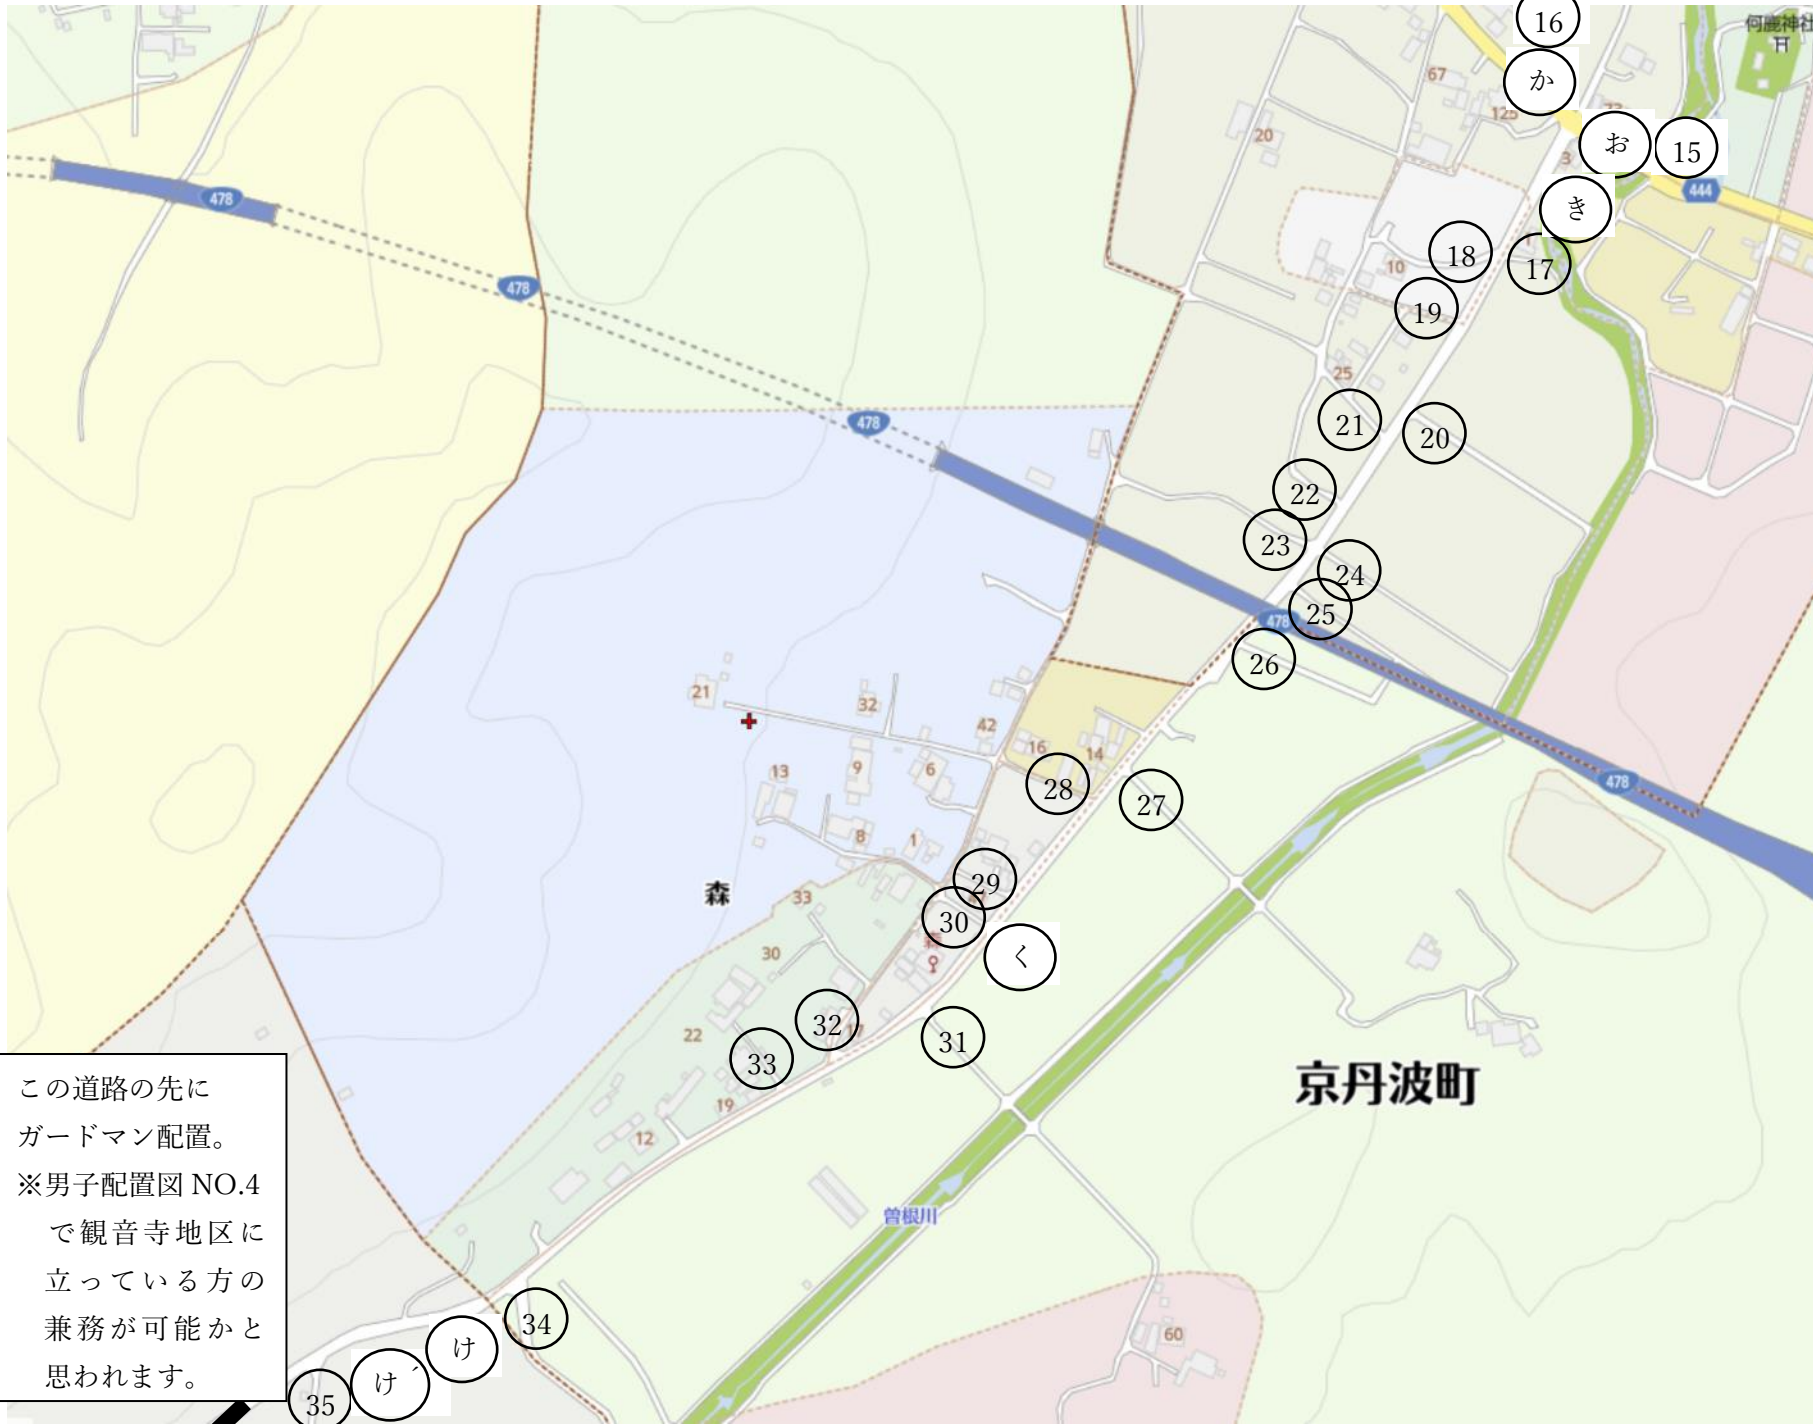 16
何鹿神社
か
67
125
20
お
15
3
444
478
き
18
17
10
19
478
25
21
20
478
22
23
24
25
478
26
21
32
42
16
14
13
9
6
28
27
478
8
1
29
森
33
30
く
30
32
17
31
22
33
京丹波町
19
12
この道路の先に
ガードマン配置。
※男子配置図 NO.4
で観音寺地区に
立っている方の
兼務が可能かと
思われます。
曽根川
34
60
け
け´
35